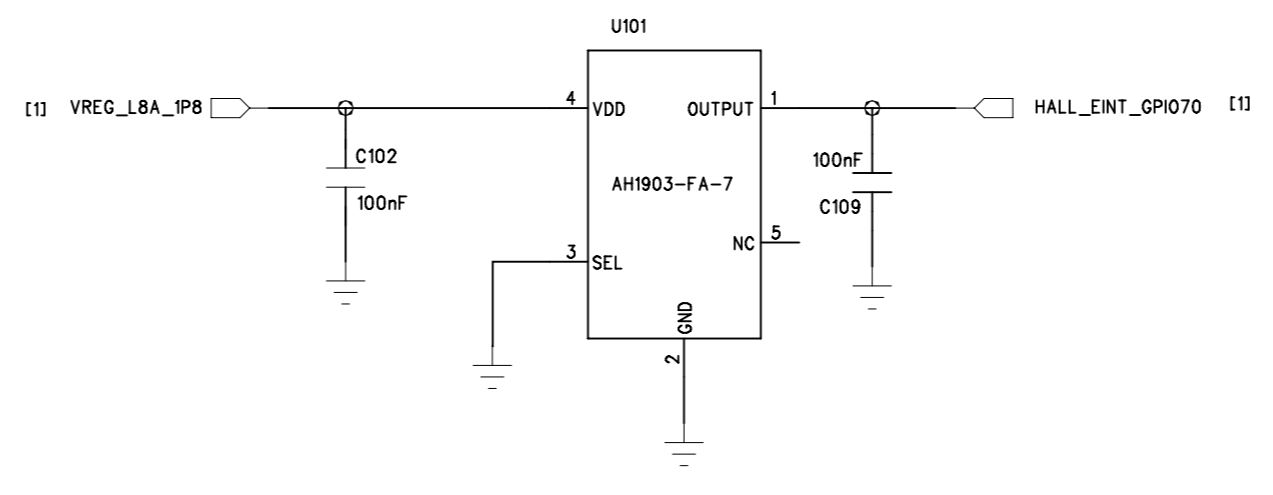 U101
[1] VREG_L8A_1P8
4 VDD
OUTPUT 1
HALL_EINT_GPIO70 [1]
C102
100nF
AH1903-FA-7
100nF
C109
NC 5
3 SEL
GND
2